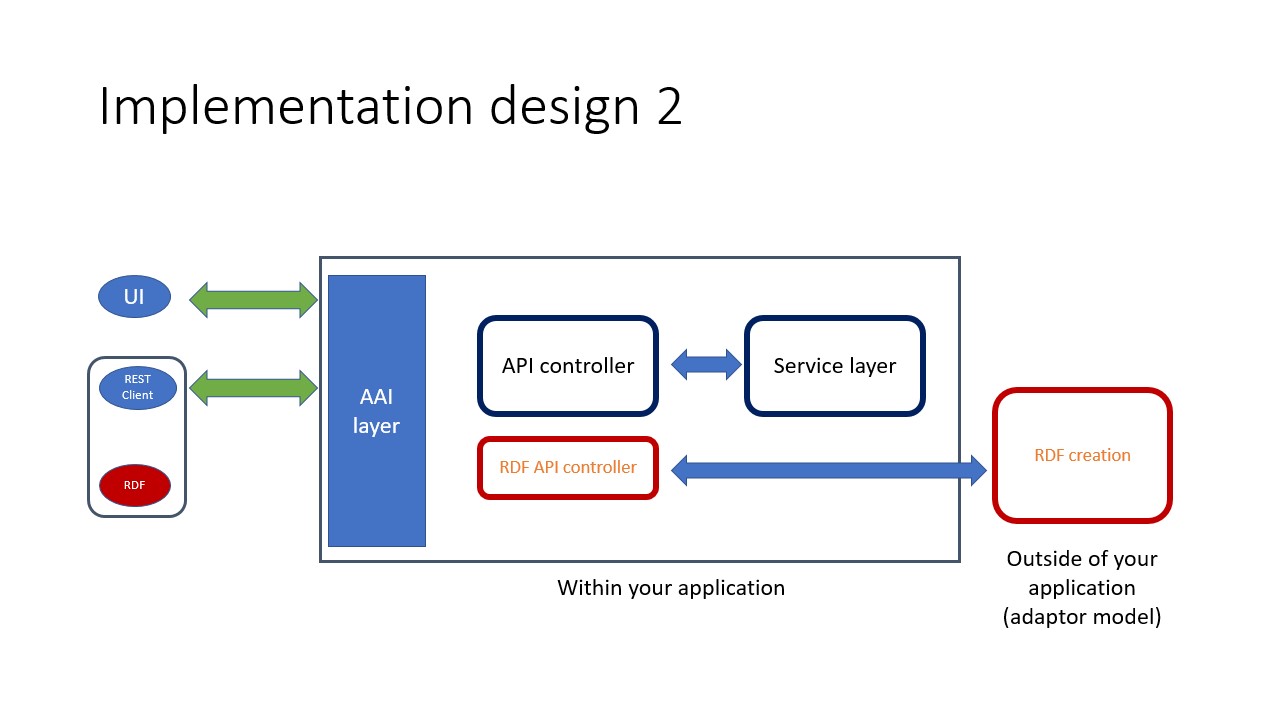 Implementation design 2
UI
REST
Client
RDF
AAI
layer
API controller
Service layer
RDF API controller
RDF creation
Within your application
Outside of your
application
(adaptor model)